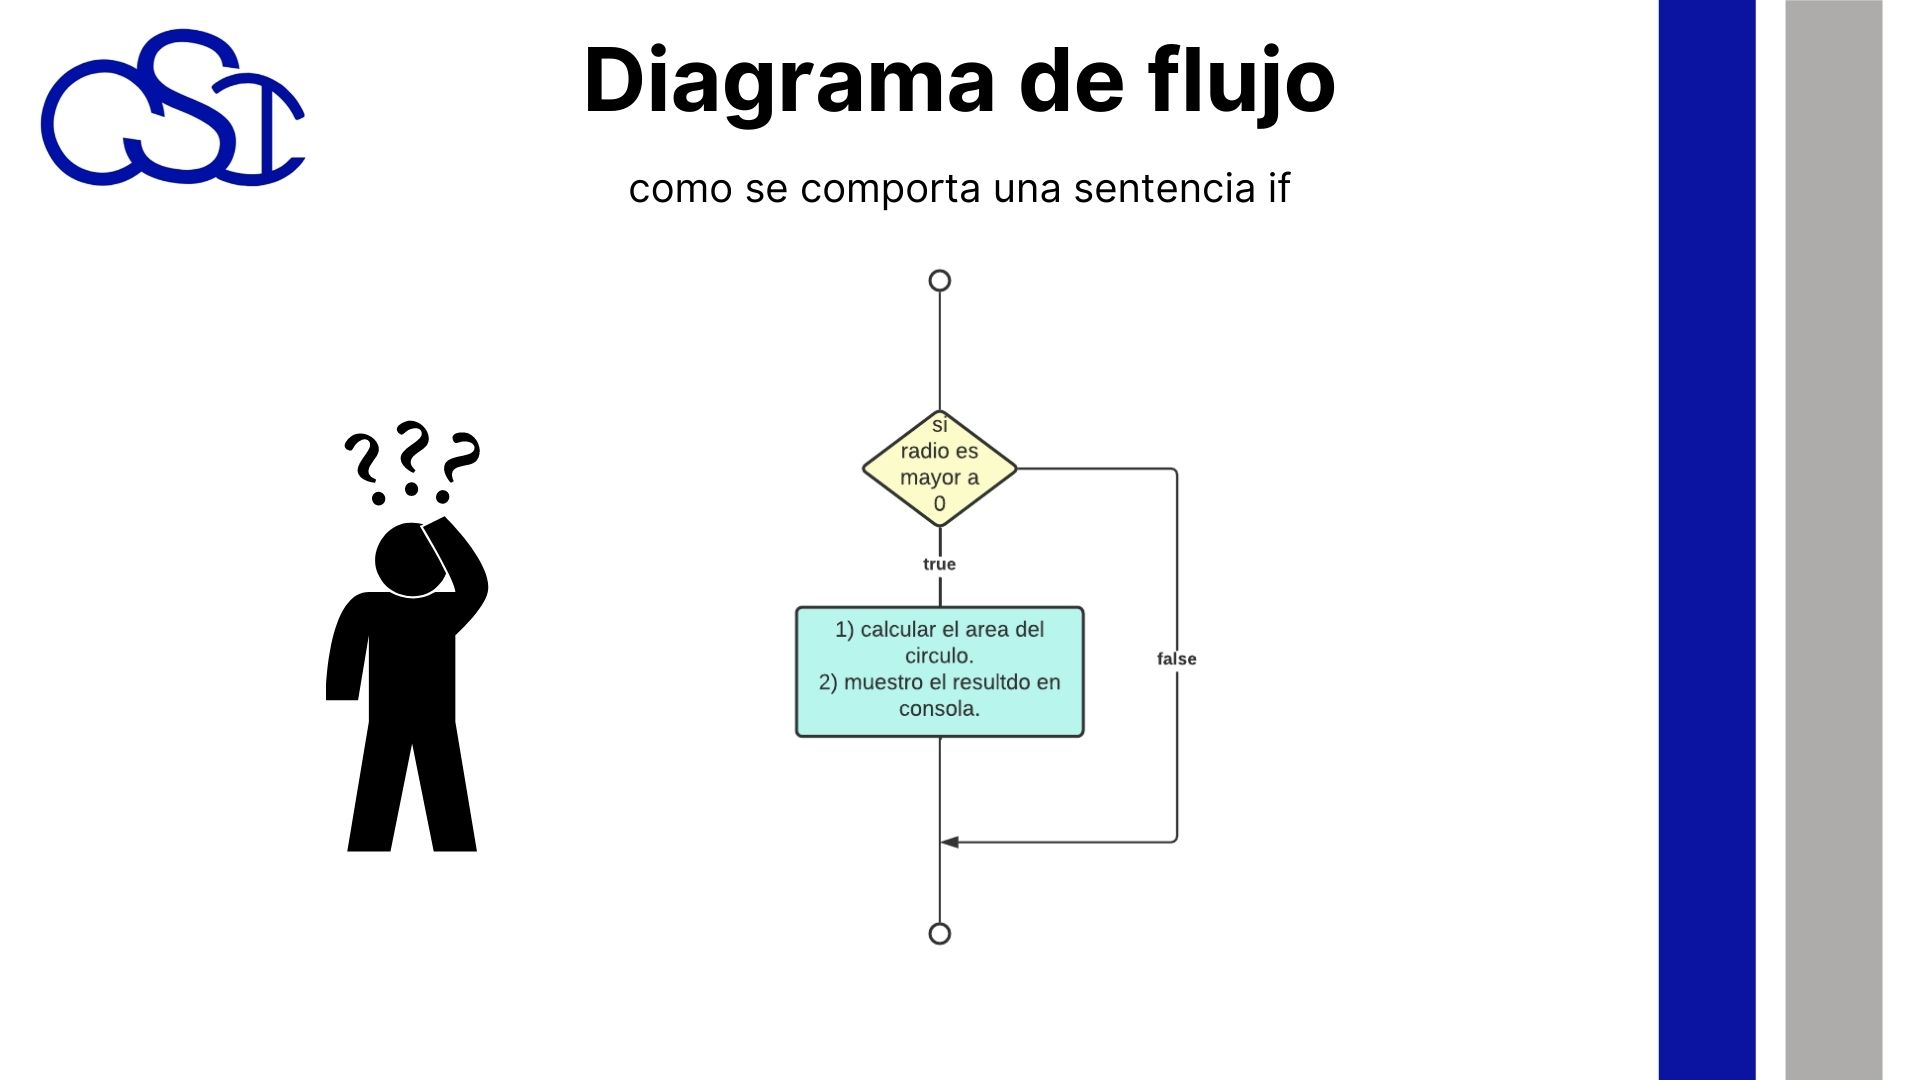 CSI
Diagrama de flujo
como se comporta una sentencia if
? ? ?
si
radio es
mayor a
0
true
1) calcular el area del
circulo.
2) muestro el resultdo en
consola.
false